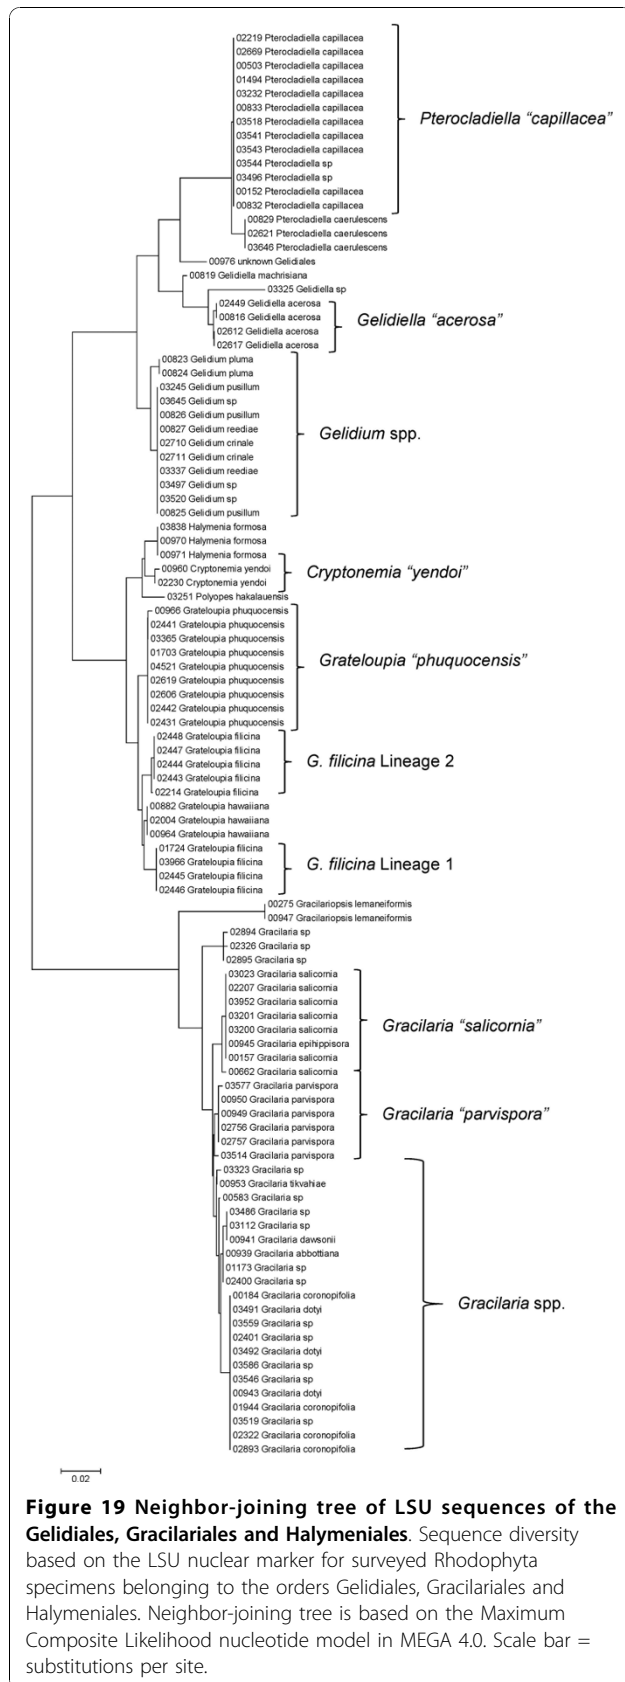 02219 Pterocladiella capillacea
02669 Pterocladiella capillacea
00503 Pterocladiella capillacea
01494 Pterocladiella capillacea
03232 Pterocladiella capillacea
00833 Pterocladiella capillacea
03518 Pterocladiella capillacea
03541 Pterocladiella capillacea
03543 Pterocladiella capillacea
03544 Pterocladiella sp
03496 Pterocladiella sp
00152 Pterocladiella capillacea
00832 Pterocladiella capillacea
Pterocladiella “capillacea”
00829 Pterocladiella caerulescens
02621 Pterocladiella caerulescens
03646 Pterocladiella caerulescens
00976 unknown Gelidiales
00819 Gelidiella machrisiana
03325 Gelidiella sp
02449 Gelidiella acerosa
00816 Gelidiella acerosa
02612 Gelidiella acerosa
02617 Gelidiella acerosa
Gelidiella “acerosa”
00823 Gelidium pluma
00824 Gelidium pluma
03245 Gelidium pusillum
03645 Gelidium sp
00826 Gelidium pusillum
00827 Gelidium reediae
02710 Gelidium crinale
02711 Gelidium crinale
03337 Gelidium reediae
03497 Gelidium sp
03520 Gelidium sp
00825 Gelidium pusillum
Gelidium spp.
03838 Halymenia formosa
00970 Halymenia formosa
00971 Halymenia formosa
00960 Cryptonemia yendoi
02230 Cryptonemia yendoi
Cryptonemia “yendoi”
03251 Polyopes hakalauensis
00966 Grateloupia phuquocensis
02441 Grateloupia phuquocensis
03365 Grateloupia phuquocensis
01703 Grateloupia phuquocensis
04521 Grateloupia phuquocensis
02619 Grateloupia phuquocensis
02606 Grateloupia phuquocensis
02442 Grateloupia phuquocensis
02431 Grateloupia phuquocensis
Grateloupia “phuquocensis”
02448 Grateloupia filicina
02447 Grateloupia filicina
02444 Grateloupia filicina
02443 Grateloupia filicina
02214 Grateloupia filicina
G. filicina Lineage 2
00882 Grateloupia hawaiiana
02004 Grateloupia hawaiiana
00964 Grateloupia hawaiiana
01724 Grateloupia filicina
03966 Grateloupia filicina
02445 Grateloupia filicina
02446 Grateloupia filicina
G. filicina Lineage 1
00275 Gracilariopsis lemaneiformis
00947 Gracilariopsis lemaneiformis
02894 Gracilaria sp
02326 Gracilaria sp
02895 Gracilaria sp
03023 Gracilaria salicornia
02207 Gracilaria salicornia
03952 Gracilaria salicornia
03201 Gracilaria salicornia
03200 Gracilaria salicornia
00945 Gracilaria epihippisora
00157 Gracilaria salicornia
00662 Gracilaria salicornia
Gracilaria “salicornia”
03577 Gracilaria parvispora
00950 Gracilaria parvispora
00949 Gracilaria parvispora
02756 Gracilaria parvispora
02757 Gracilaria parvispora
03514 Gracilaria parvispora
Gracilaria “parvispora”
03323 Gracilaria sp
00953 Gracilaria tikvahiae
00583 Gracilaria sp
03486 Gracilaria sp
03112 Gracilaria sp
00941 Gracilaria dawsonii
00939 Gracilaria abbottiana
01173 Gracilaria sp
02400 Gracilaria sp
00184 Gracilaria coronopifolia
03491 Gracilaria dotyi
03559 Gracilaria sp
02401 Gracilaria sp
03492 Gracilaria dotyi
03586 Gracilaria sp
03546 Gracilaria sp
00943 Gracilaria dotyi
01944 Gracilaria coronopifolia
03519 Gracilaria sp
02322 Gracilaria coronopifolia
02893 Gracilaria coronopifolia
Gracilaria spp.
0.02
Figure 19 Neighbor-joining tree of LSU sequences of the
Gelidiales, Gracilariales and Halymeniales. Sequence diversity
based on the LSU nuclear marker for surveyed Rhodophyta
specimens belonging to the orders Gelidiales, Gracilariales and
Halymeniales. Neighbor-joining tree is based on the Maximum
Composite Likelihood nucleotide model in MEGA 4.0. Scale bar =
substitutions per site.